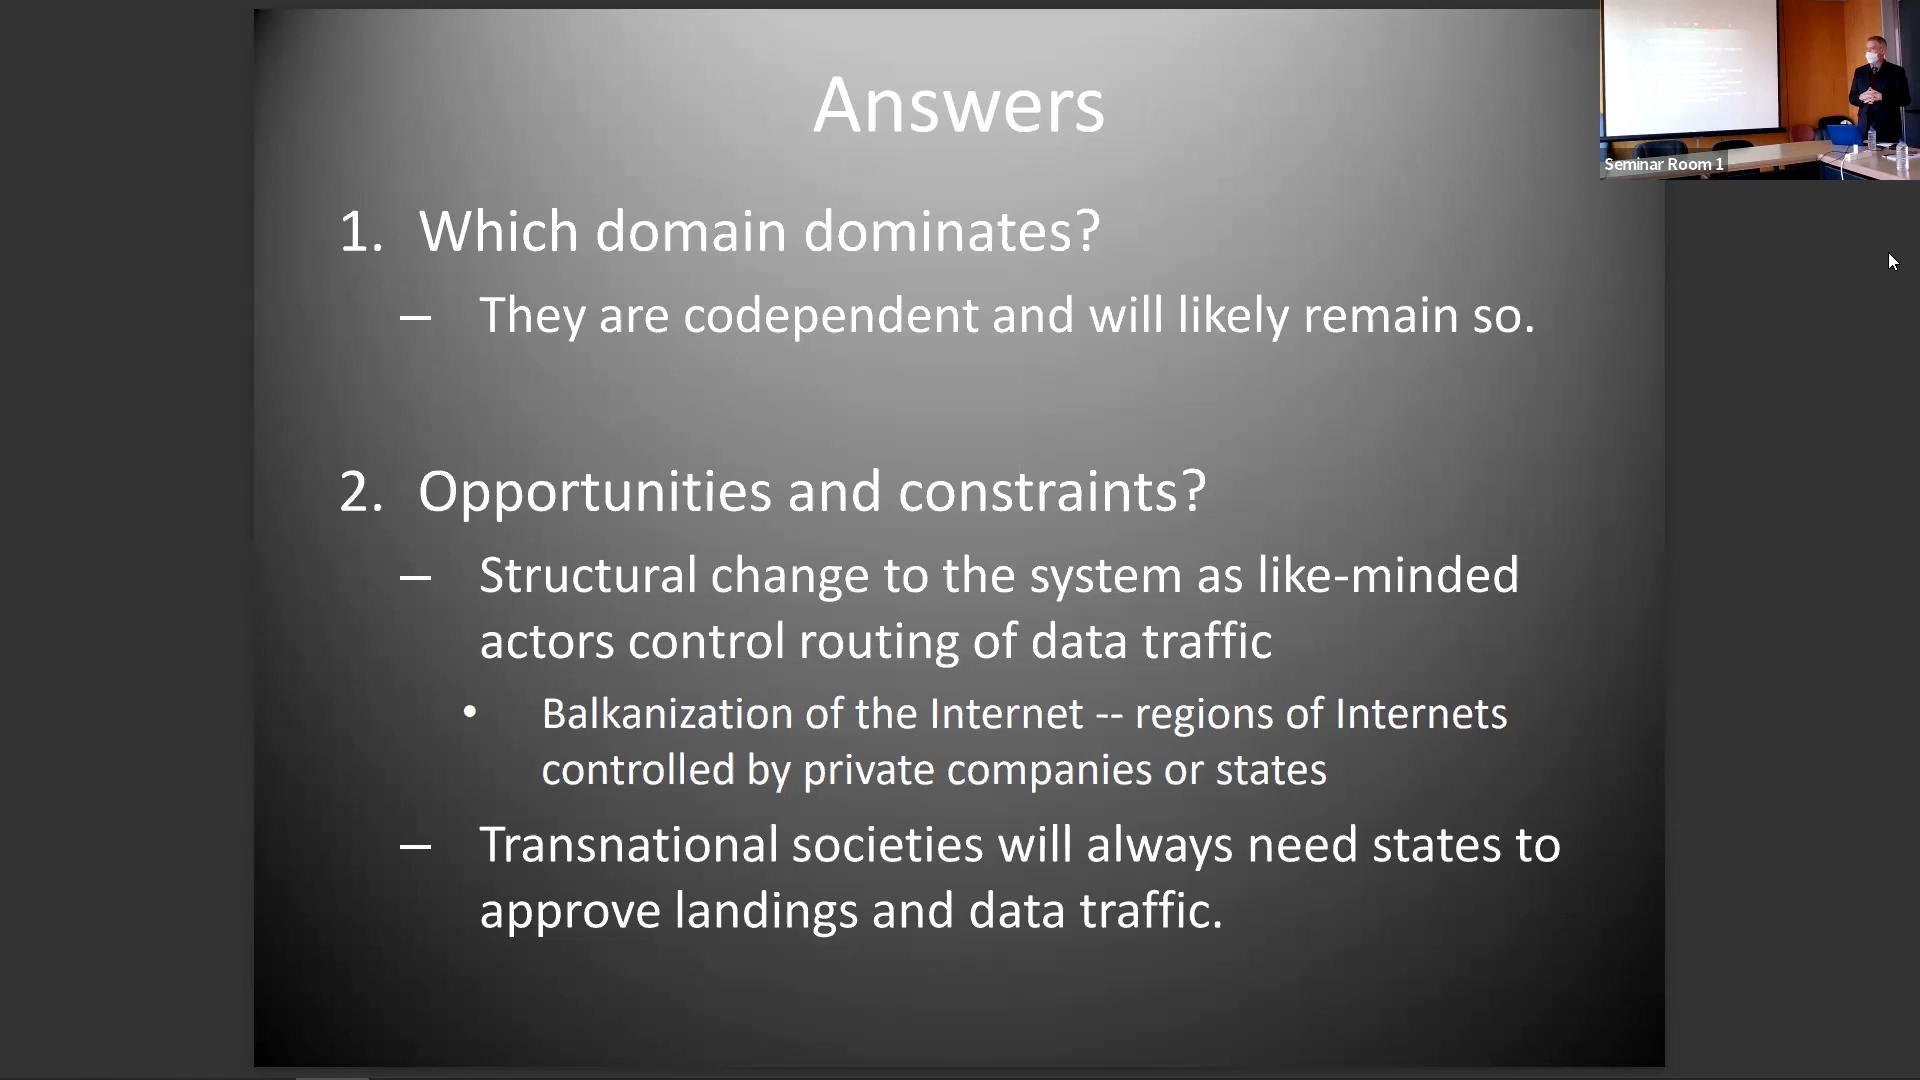 Answers
Seminar Room 1
1. Which domain dominates?
– They are codependent and will likely remain so.
2. Opportunities and constraints?
– Structural change to the system as like-minded
actors control routing of data traffic
• Balkanization of the Internet -- regions of Internets
controlled by private companies or states
– Transnational societies will always need states to
approve landings and data traffic.